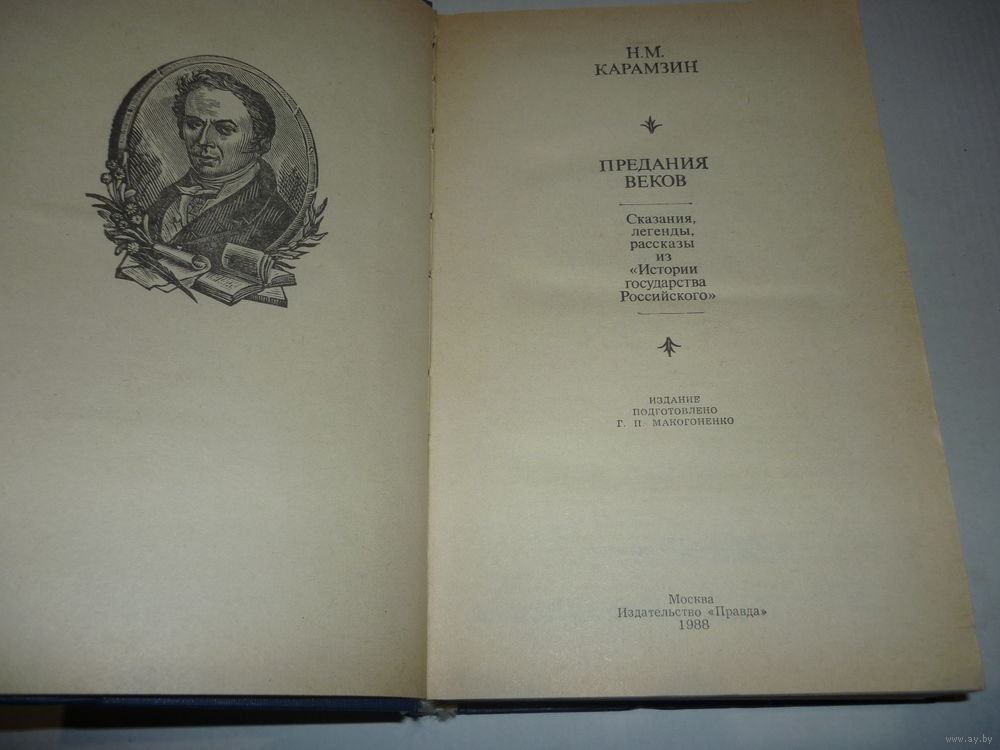 Н.М.
КАРАМЗИН
ПРЕДАНИЯ
ВЕКОВ
Сказания,
легенды,
рассказы
из
«Истории
государства
Российского»
ИЗДАНИЕ
ПОДГОТОВЛЕНО
Г. П. МАКОГОНЕНКО
Москва
Издательство «Правда»
1988
www.ay.by